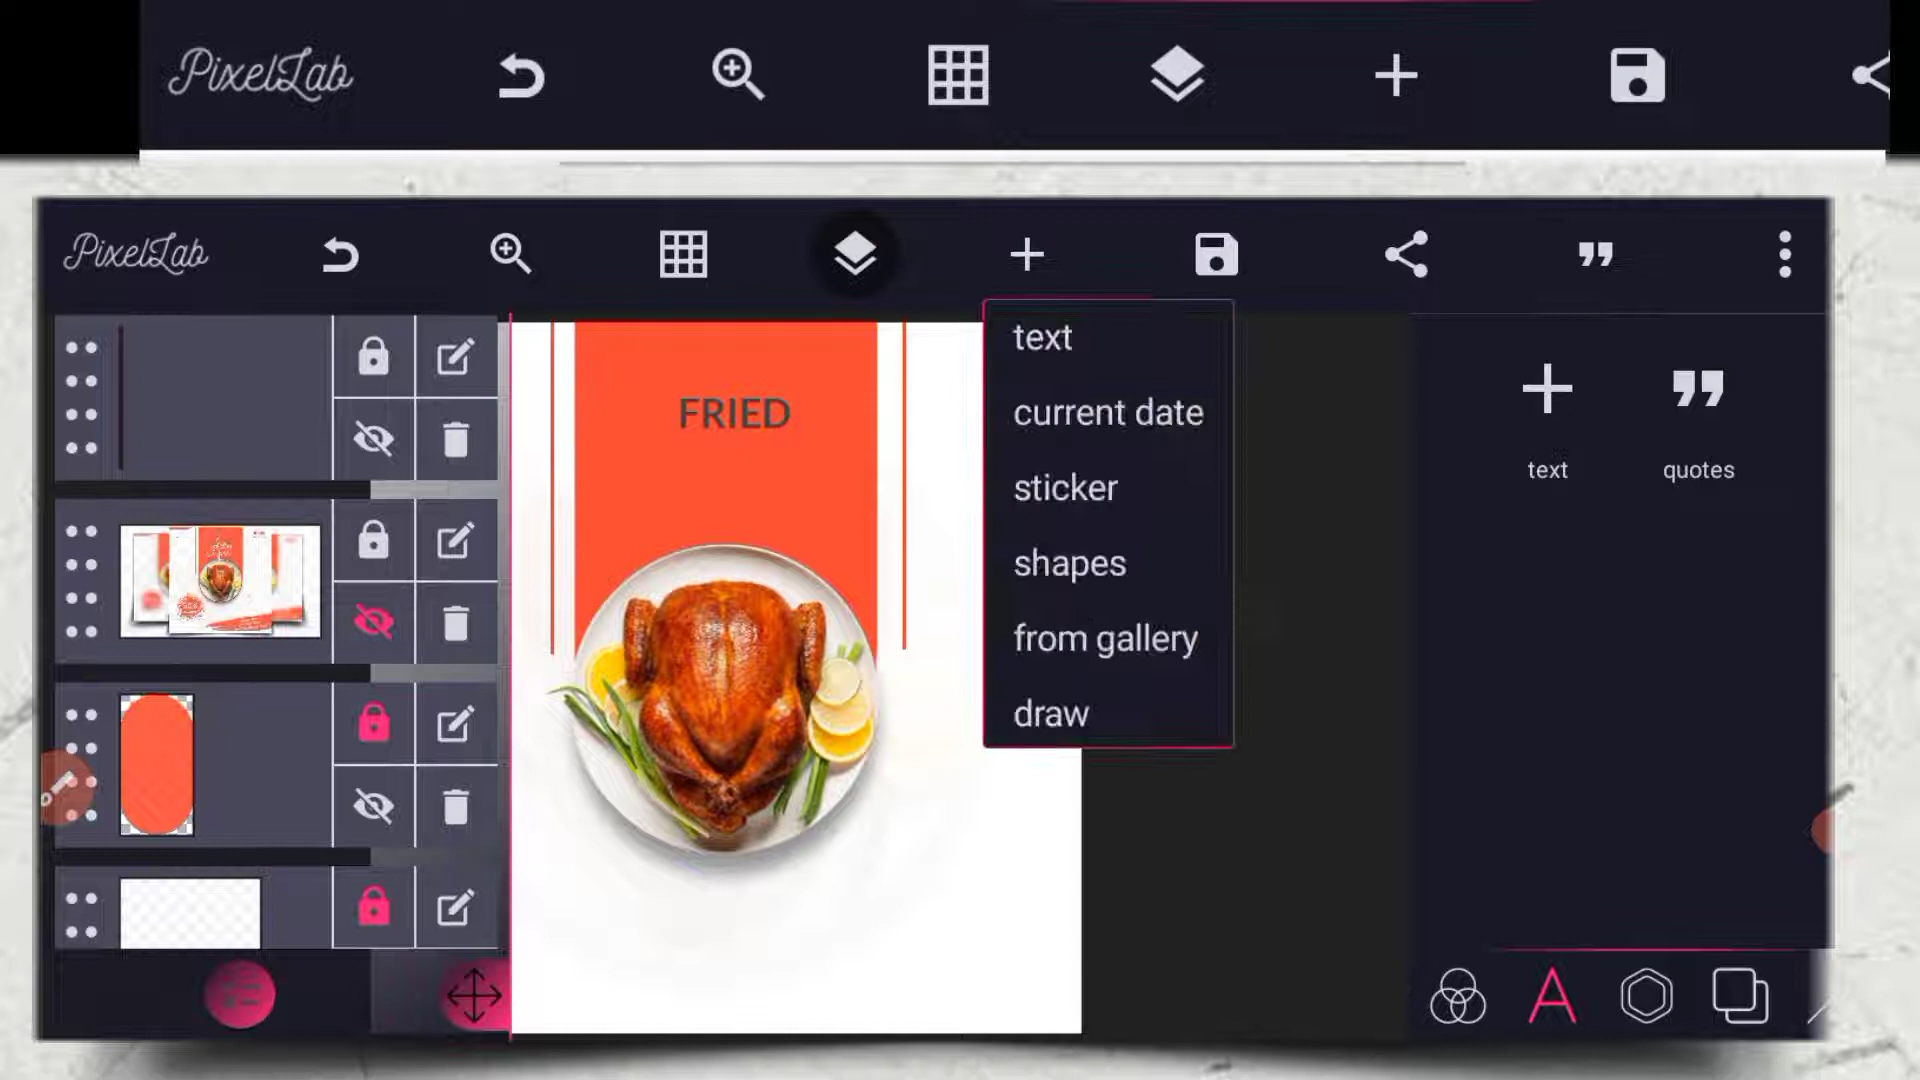 PixelLab
PixelLab
FRIED
text
current date
sticker
shapes
from gallery
draw
text
quotes